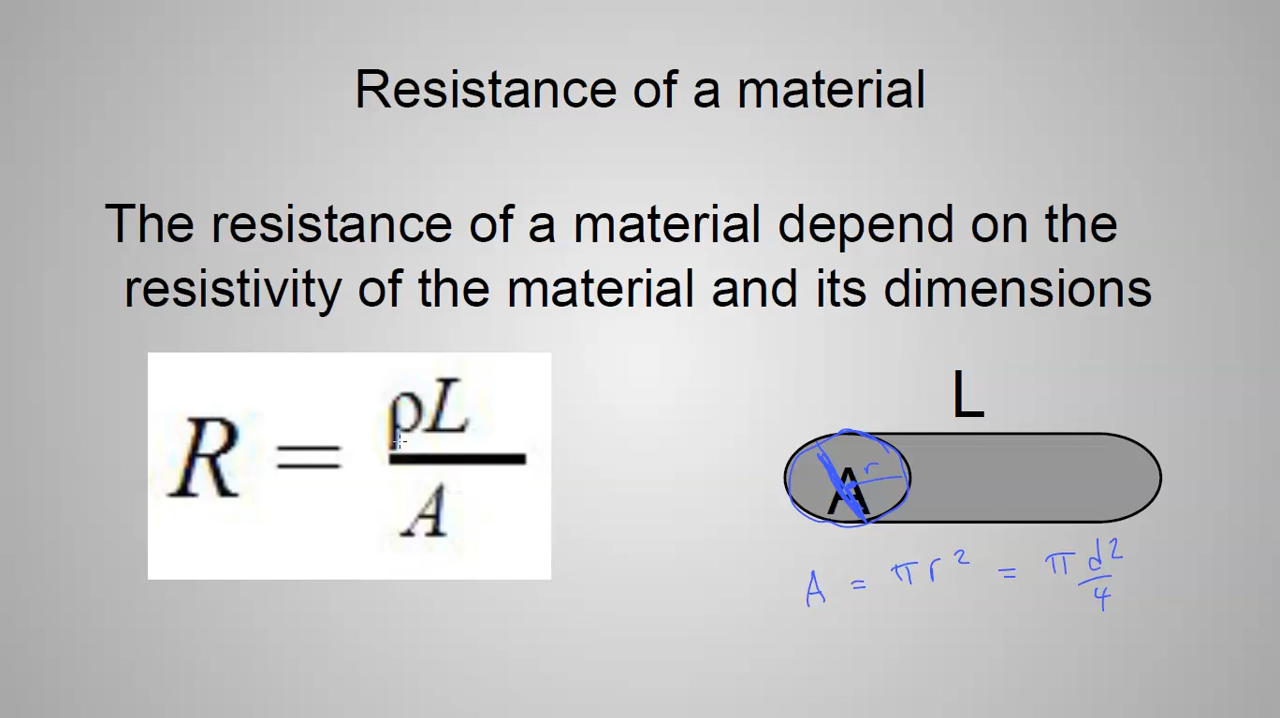 Resistance of a material
The resistance of a material depend on the
resistivity of the material and its dimensions
R = ρL/A
L
A
r
A = πr² = πd²/4